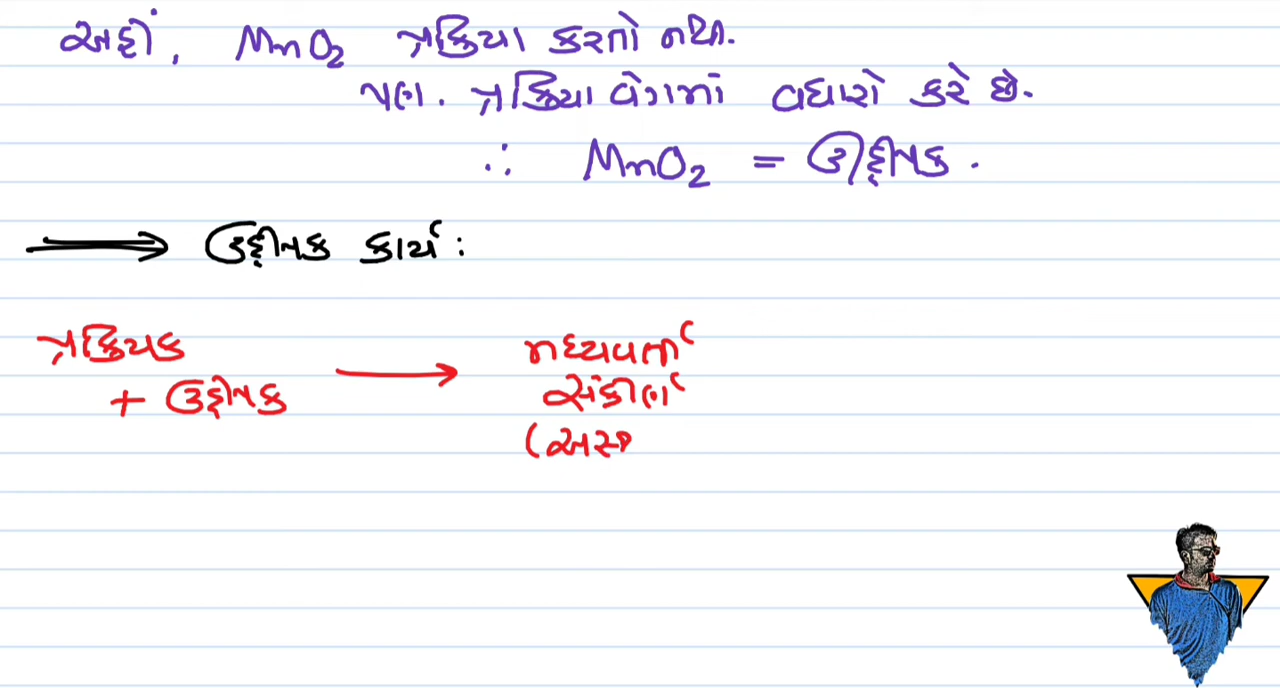 અહીં, MnO2 પ્રક્રિયા કરતો નથી.
પણ. પ્રક્રિયા વેગમાં વધારો કરે છે.
∴ MnO2 = ઉદ્દીપક.
⟹ ઉદ્દીપક કાર્ય :
પ્રક્રિયક
+ ઉદ્દીપક → મધ્યવર્તી
સંકીર્ણ
(અસ્થ